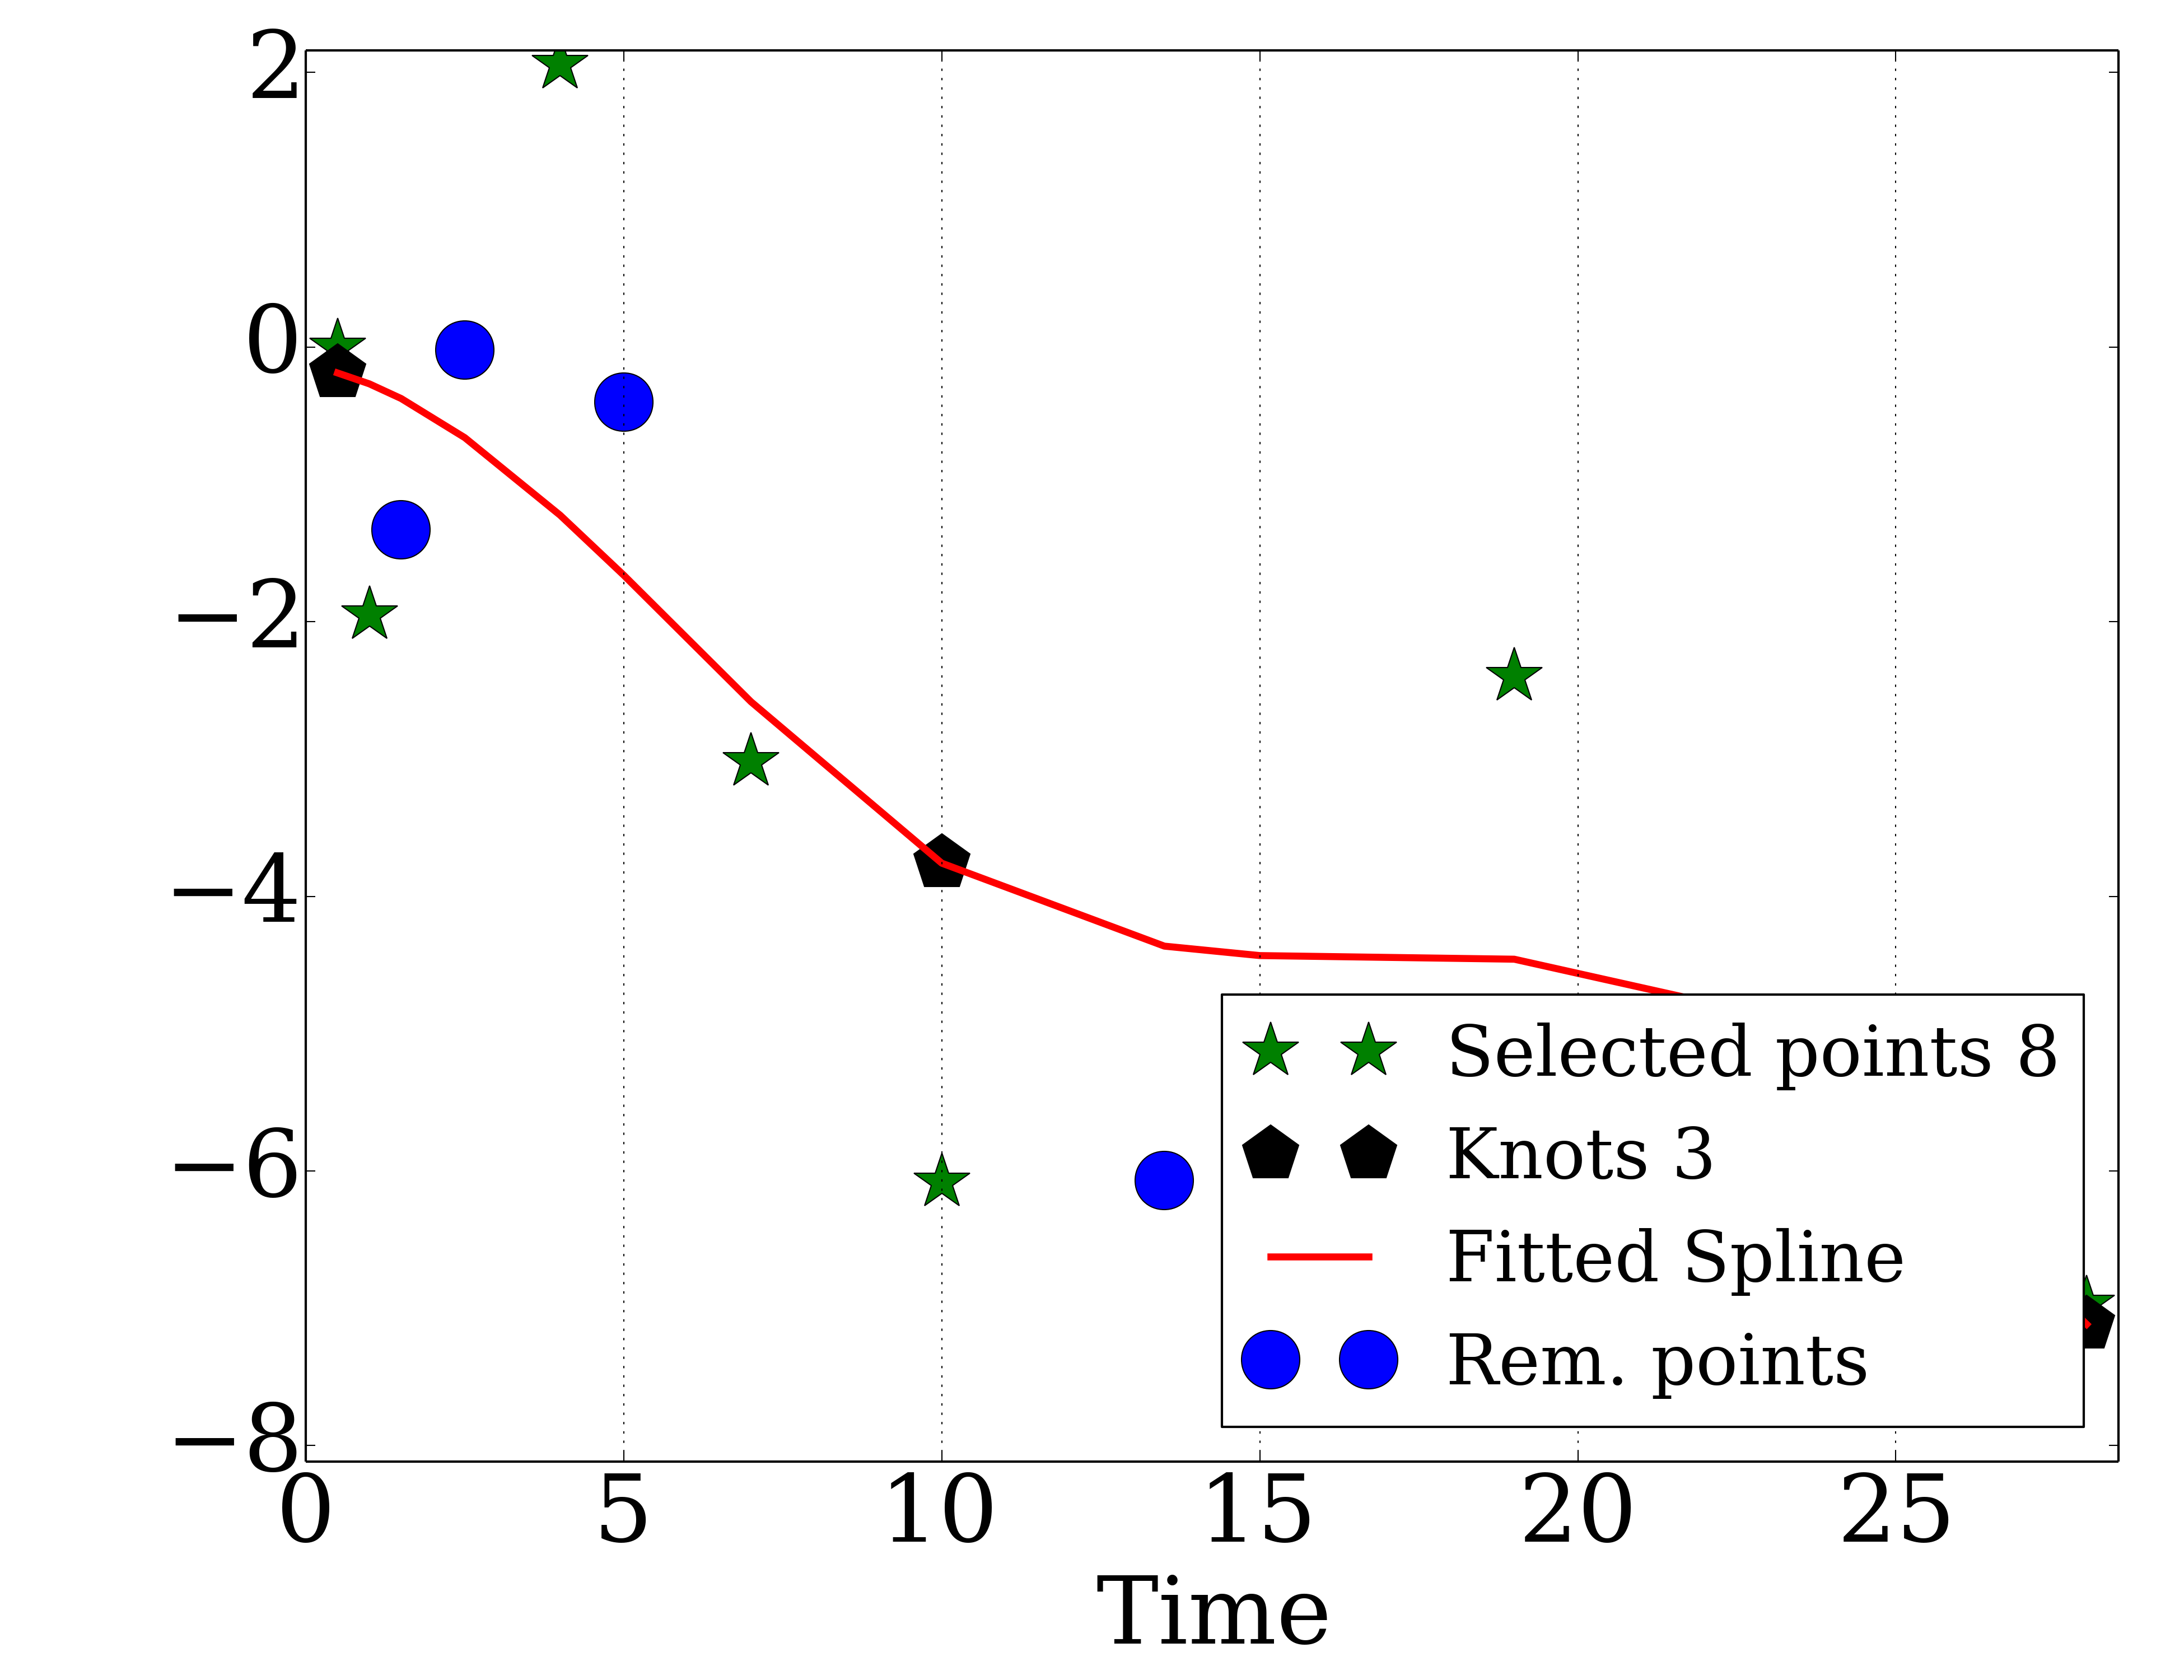 2
0
−2
−4
−6
−8
0 5 10 15 20 25
Time
Selected points 8
Knots 3
Fitted Spline
Rem. points